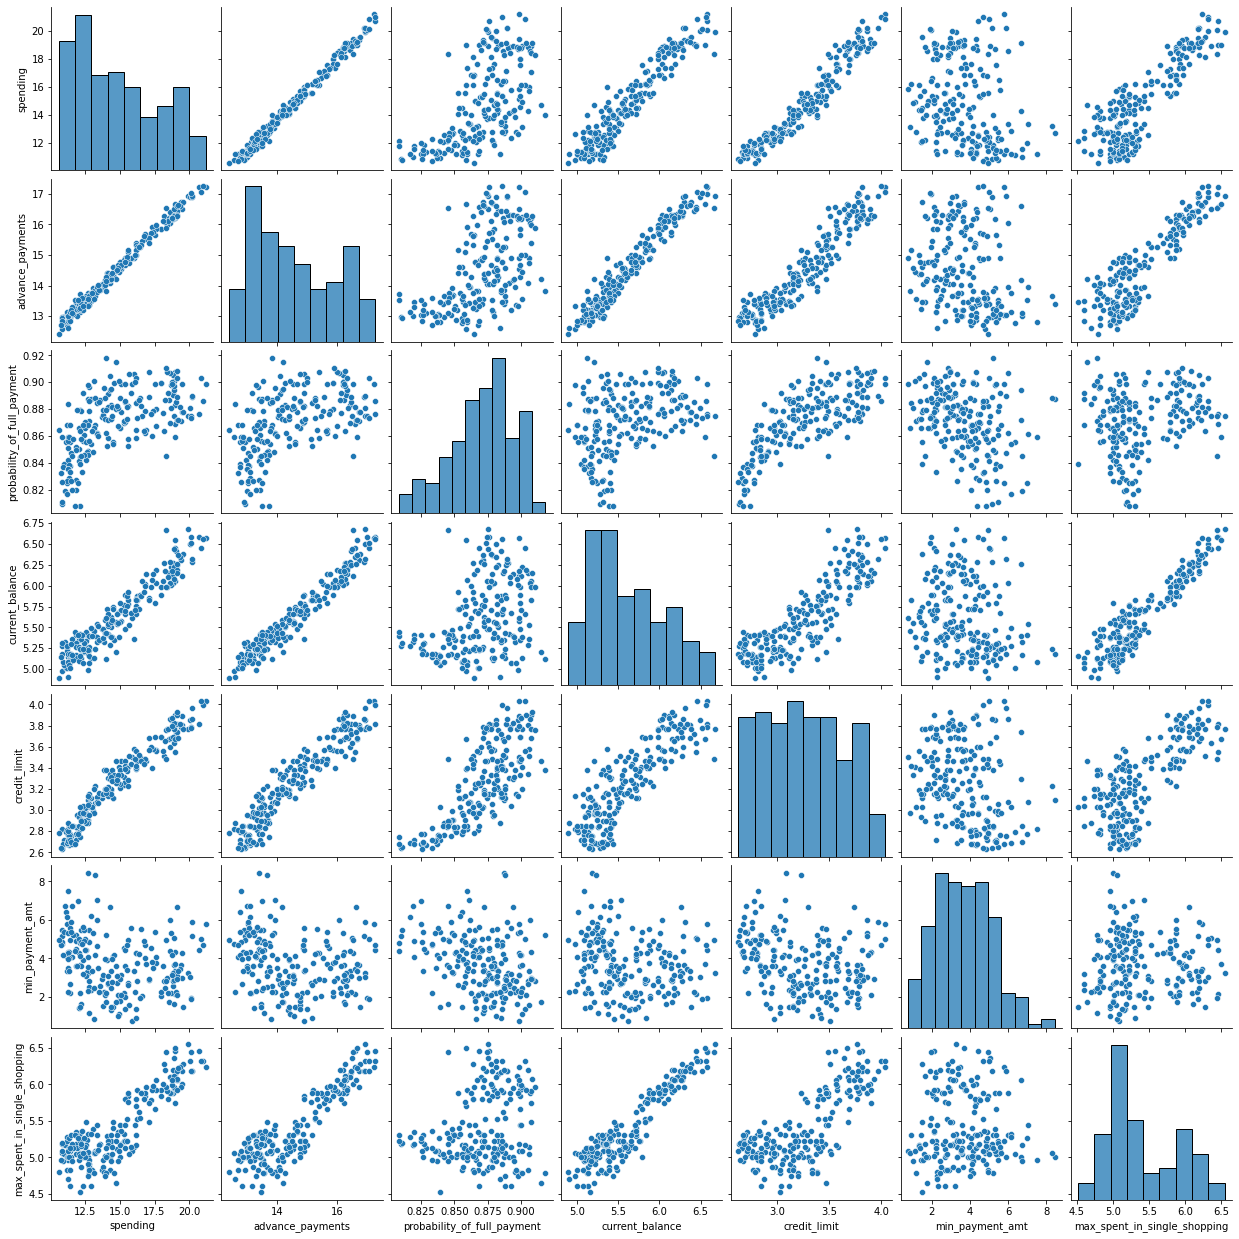 20
18
16
14
12
spending
17
16
15
14
13
advance_payments
0.92
0.90
0.88
0.86
0.84
0.82
probability_of_full_payment
6.75
6.50
6.25
6.00
5.75
5.50
5.25
5.00
current_balance
4.0
3.8
3.6
3.4
3.2
3.0
2.8
2.6
credit_limit
8
6
4
2
min_payment_amt
6.5
6.0
5.5
5.0
4.5
max_spent_in_single_shopping
12.5 15.0 17.5 20.0
spending
14 16
advance_payments
0.825 0.850 0.875 0.900
probability_of_full_payment
5.0 5.5 6.0 6.5
current_balance
3.0 3.5 4.0
credit_limit
2 4 6 8
min_payment_amt
4.5 5.0 5.5 6.0 6.5
max_spent_in_single_shopping